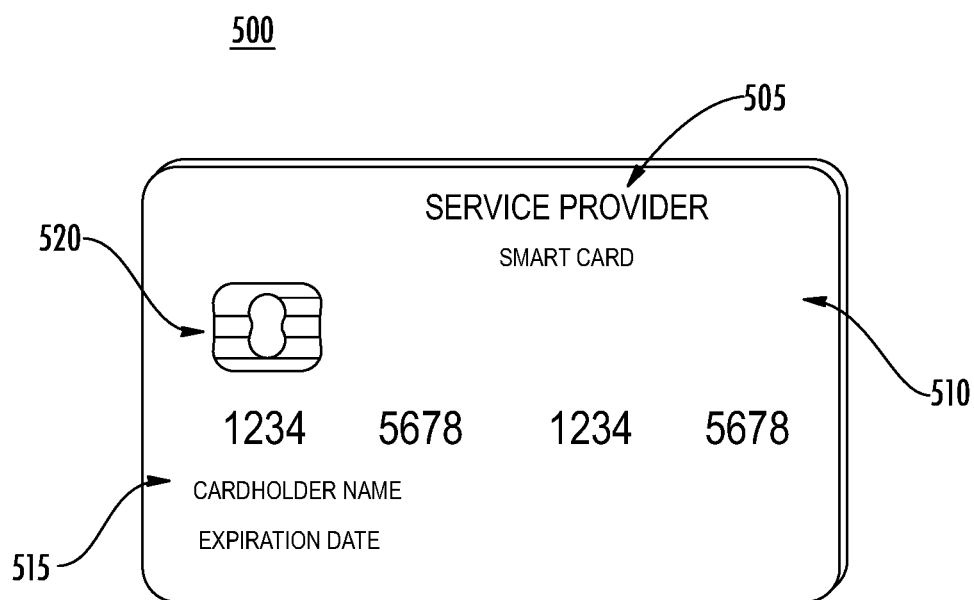 500
505
SERVICE PROVIDER
520
SMART CARD
510
1234 5678 1234 5678
CARDHOLDER NAME
515
EXPIRATION DATE